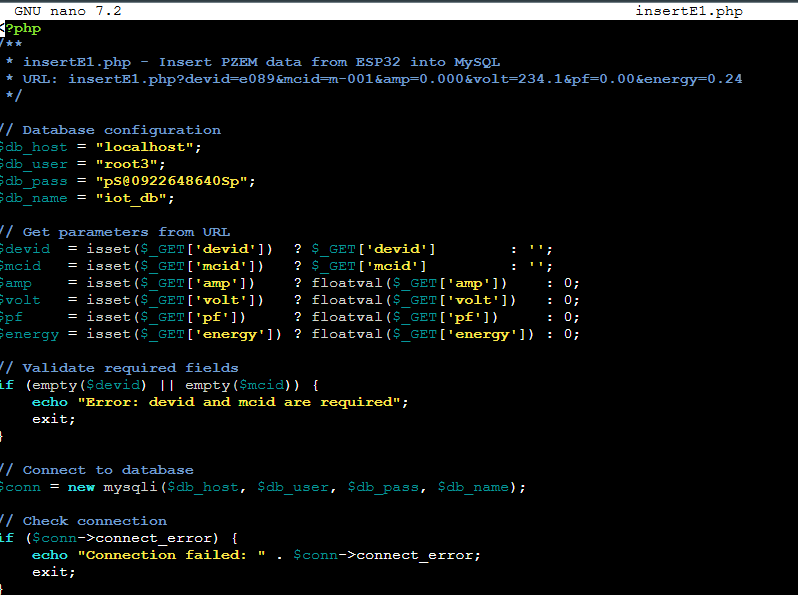 GNU nano 7.2 insertE1.php
<?php
/**
 * insertE1.php - Insert PZEM data from ESP32 into MySQL
 * URL: insertE1.php?devid=e089&mcid=m-001&amp=0.000&volt=234.1&pf=0.00&energy=0.24
 */
// Database configuration
$db_host = "localhost";
$db_user = "root3";
$db_pass = "pS@0922648640Sp";
$db_name = "iot_db";
// Get parameters from URL
$devid  = isset($_GET['devid'])  ? $_GET['devid']        : '';
$mcid   = isset($_GET['mcid'])   ? $_GET['mcid']         : '';
$amp    = isset($_GET['amp'])    ? floatval($_GET['amp'])    : 0;
$volt   = isset($_GET['volt'])   ? floatval($_GET['volt'])   : 0;
$pf     = isset($_GET['pf'])     ? floatval($_GET['pf'])     : 0;
$energy = isset($_GET['energy']) ? floatval($_GET['energy']) : 0;
// Validate required fields
if (empty($devid) || empty($mcid)) {
    echo "Error: devid and mcid are required";
    exit;
}
// Connect to database
$conn = new mysqli($db_host, $db_user, $db_pass, $db_name);
// Check connection
if ($conn->connect_error) {
    echo "Connection failed: " . $conn->connect_error;
    exit;
}